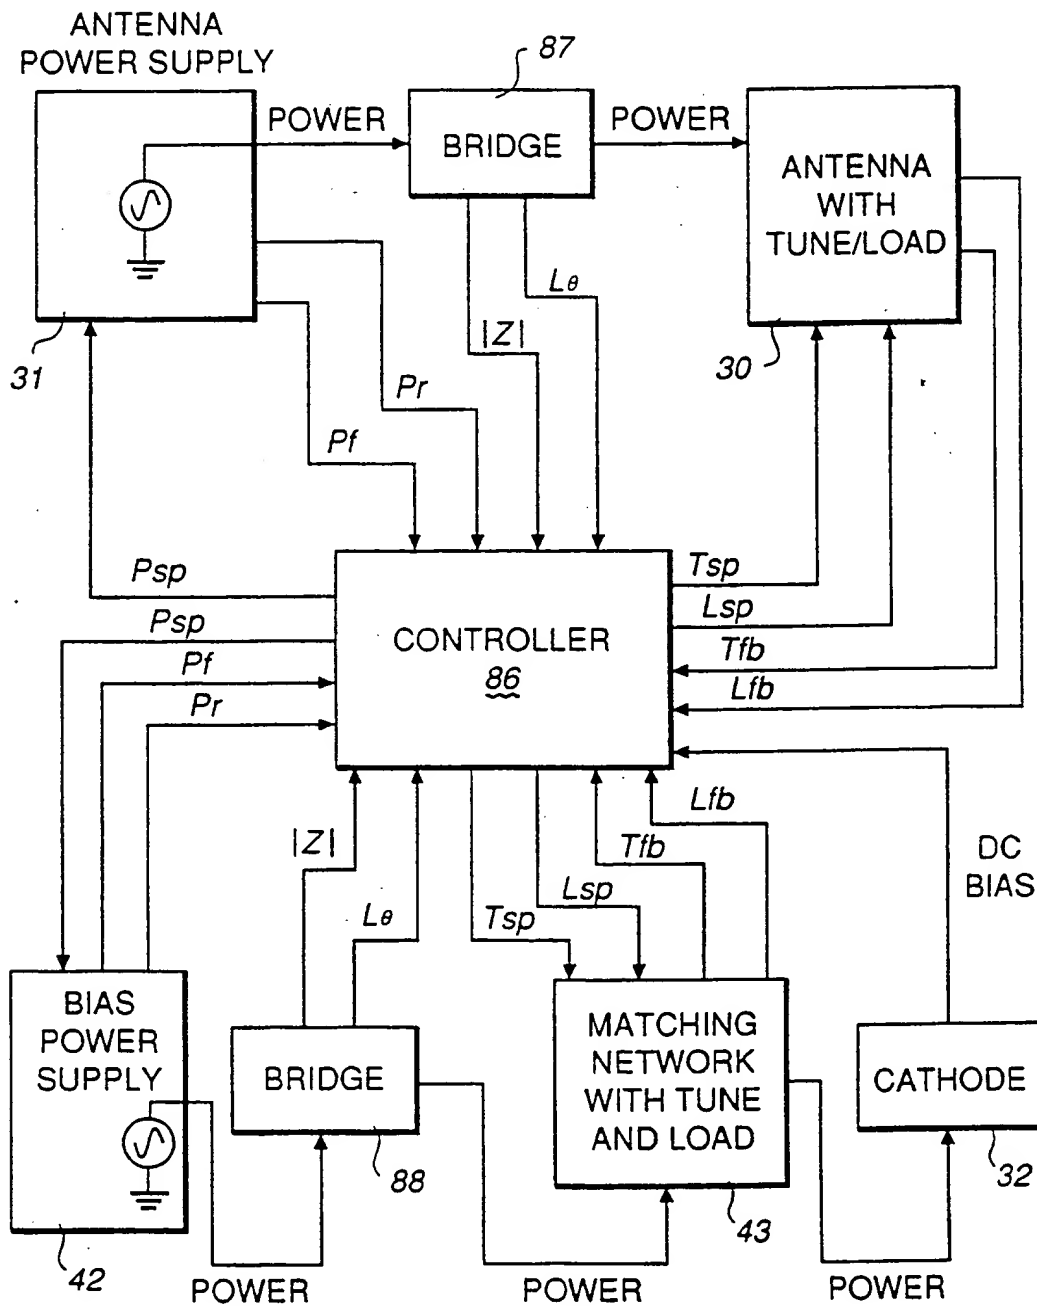 ANTENNA
POWER SUPPLY
87
POWER
BRIDGE
POWER
ANTENNA
WITH
TUNE/LOAD
31
30
Lθ
|Z|
Pr
Pf
Psp
Psp
Pf
Pr
CONTROLLER
86
Tsp
Lsp
Tfb
Lfb
|Z|
Lθ
Tsp
Lsp
Tfb
Lfb
DC
BIAS
BIAS
POWER
SUPPLY
BRIDGE
MATCHING
NETWORK
WITH TUNE
AND LOAD
CATHODE
88
43
32
42
POWER
POWER
POWER